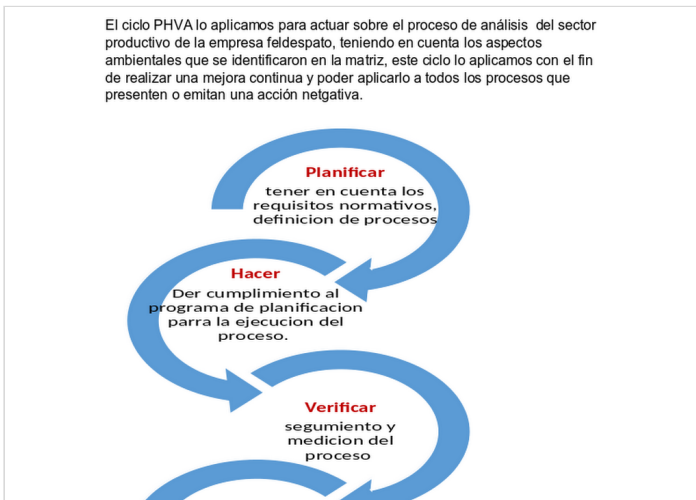 El ciclo PHVA lo aplicamos para actuar sobre el proceso de análisis del sector
productivo de la empresa feldespato, teniendo en cuenta los aspectos
ambientales que se identificaron en la matriz, este ciclo lo aplicamos con el fin
de realizar una mejora continua y poder aplicarlo a todos los procesos que
presenten o emitan una acción netgativa.
Planificar
tener en cuenta los
requisitos normativos,
definicion de procesos
Hacer
Der cumplimiento al
programa de planificacion
parra la ejecucion del
proceso.
Verificar
segumiento y
medicion del
proceso